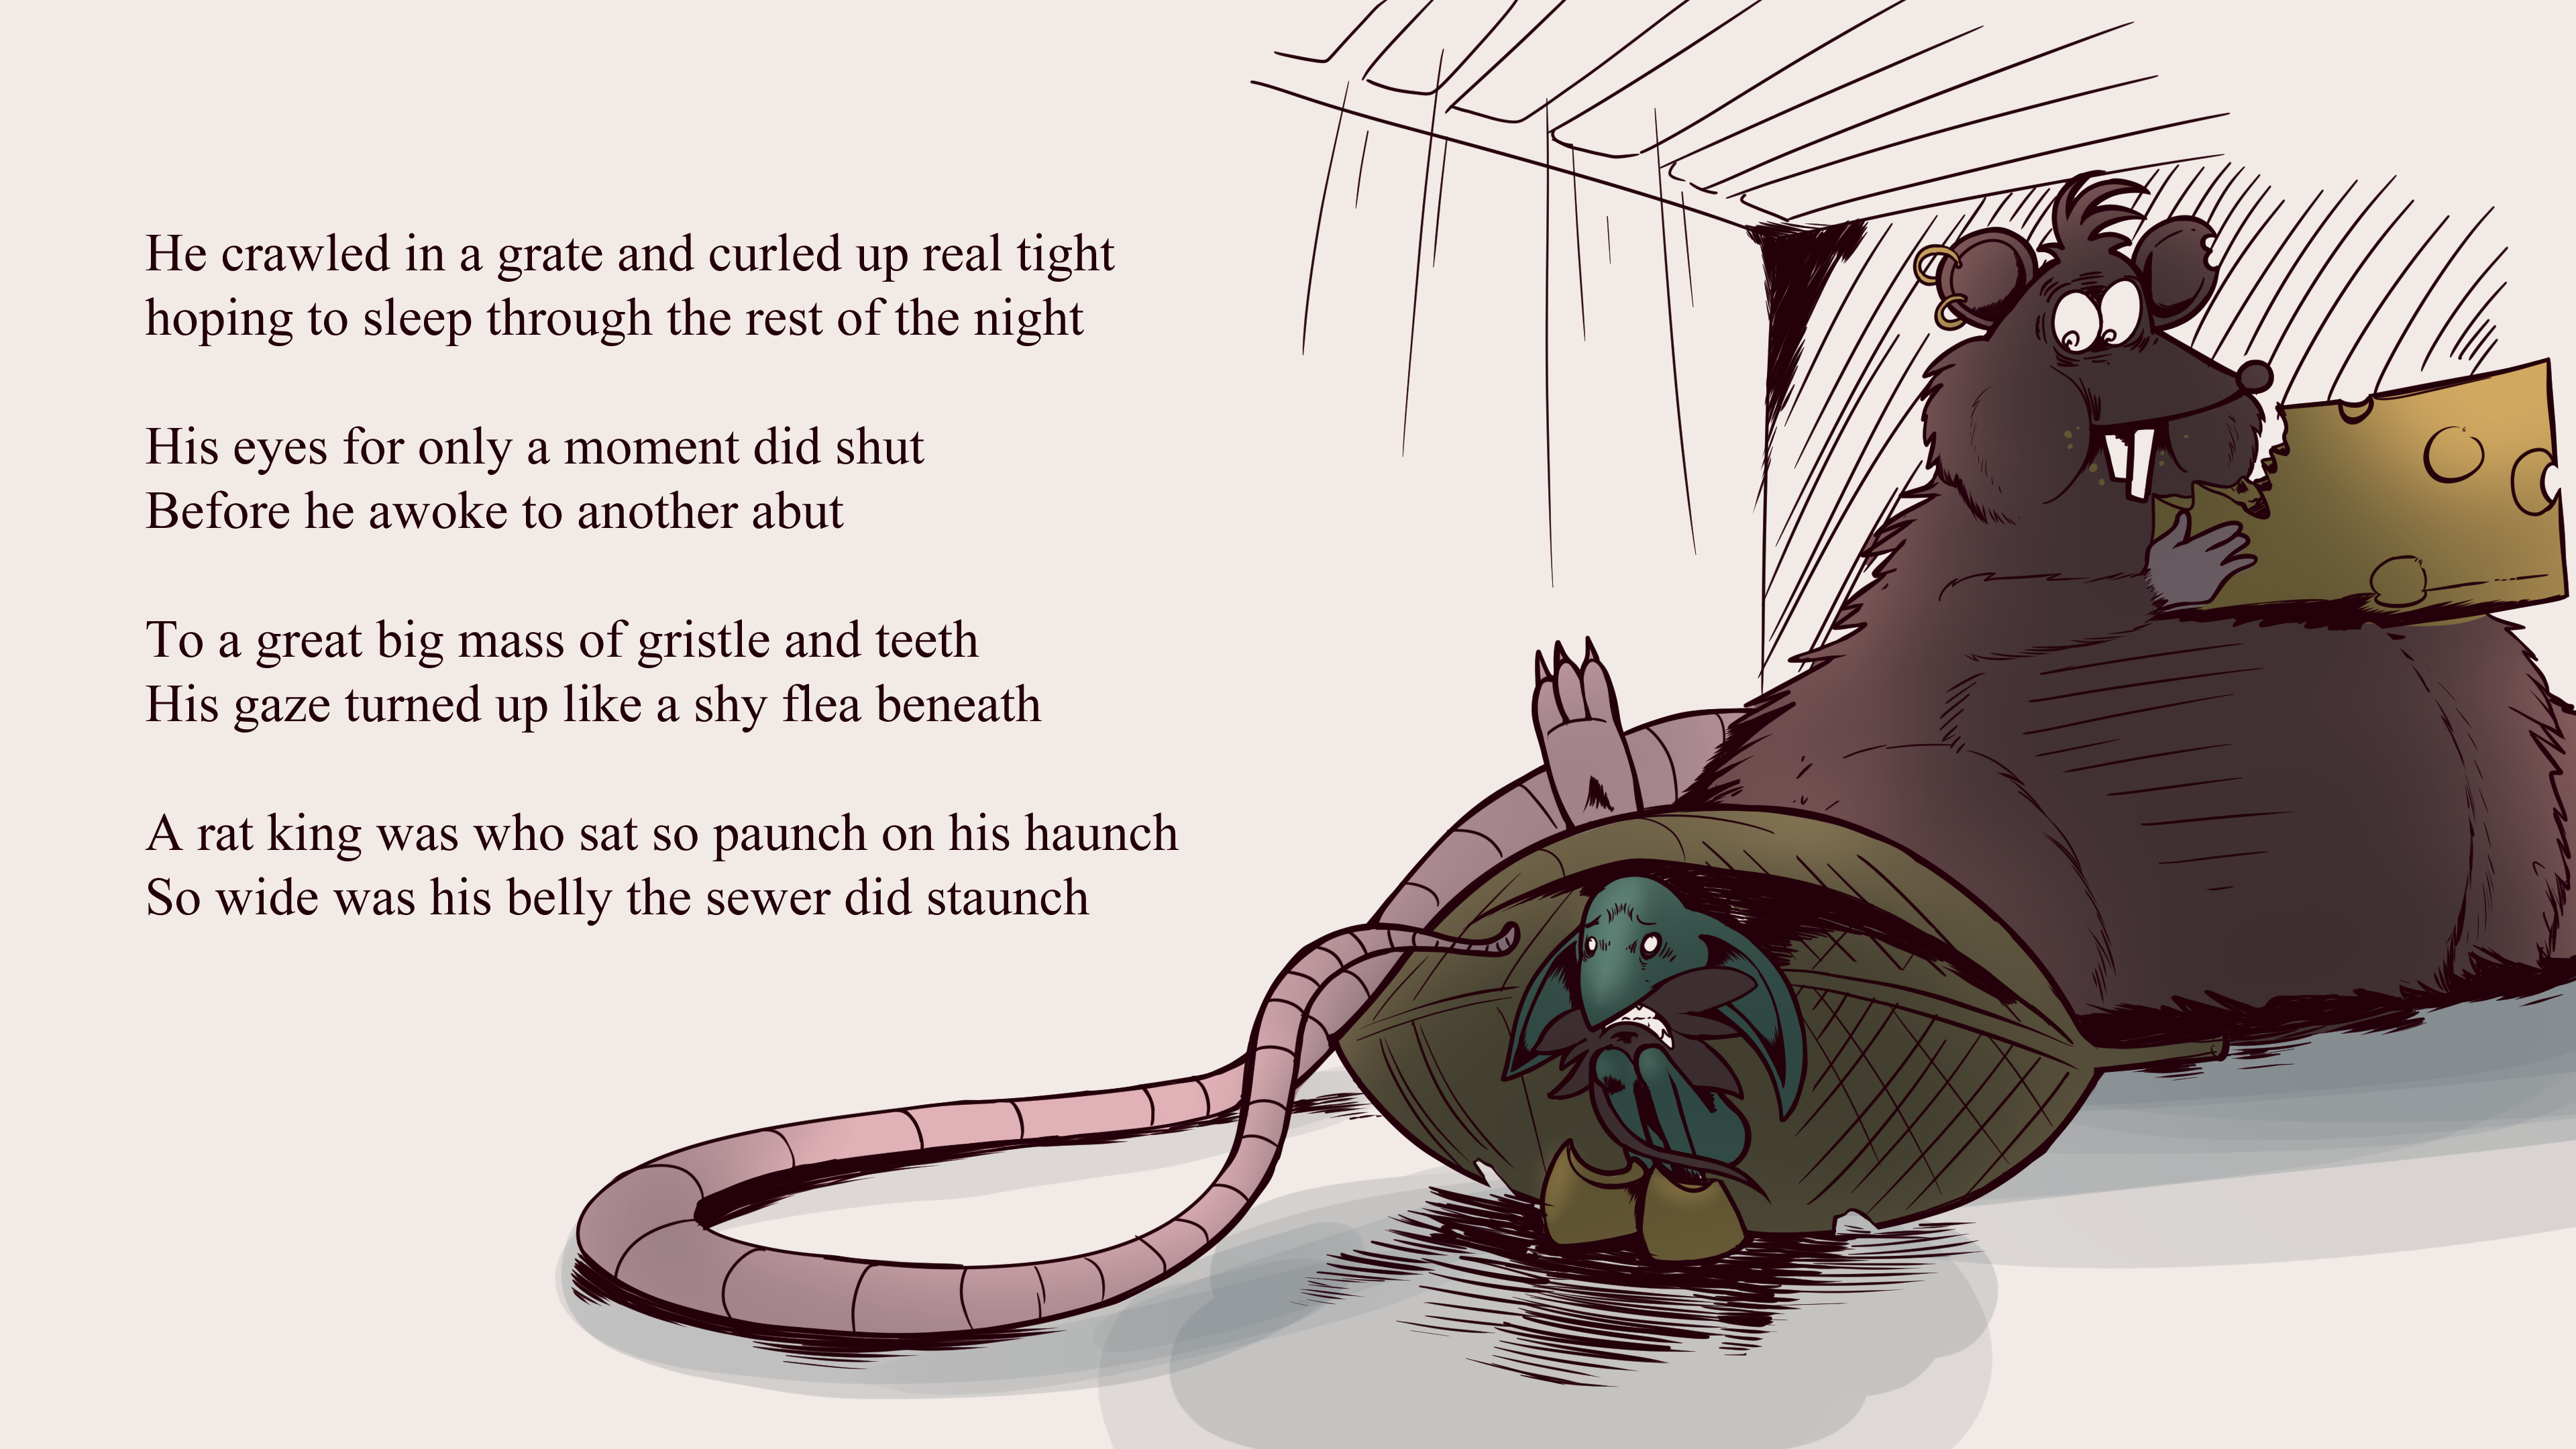 He crawled in a grate and curled up real tight
hoping to sleep through the rest of the night
His eyes for only a moment did shut
Before he awoke to another abut
To a great big mass of gristle and teeth
His gaze turned up like a shy flea beneath
A rat king was who sat so paunch on his haunch
So wide was his belly the sewer did staunch